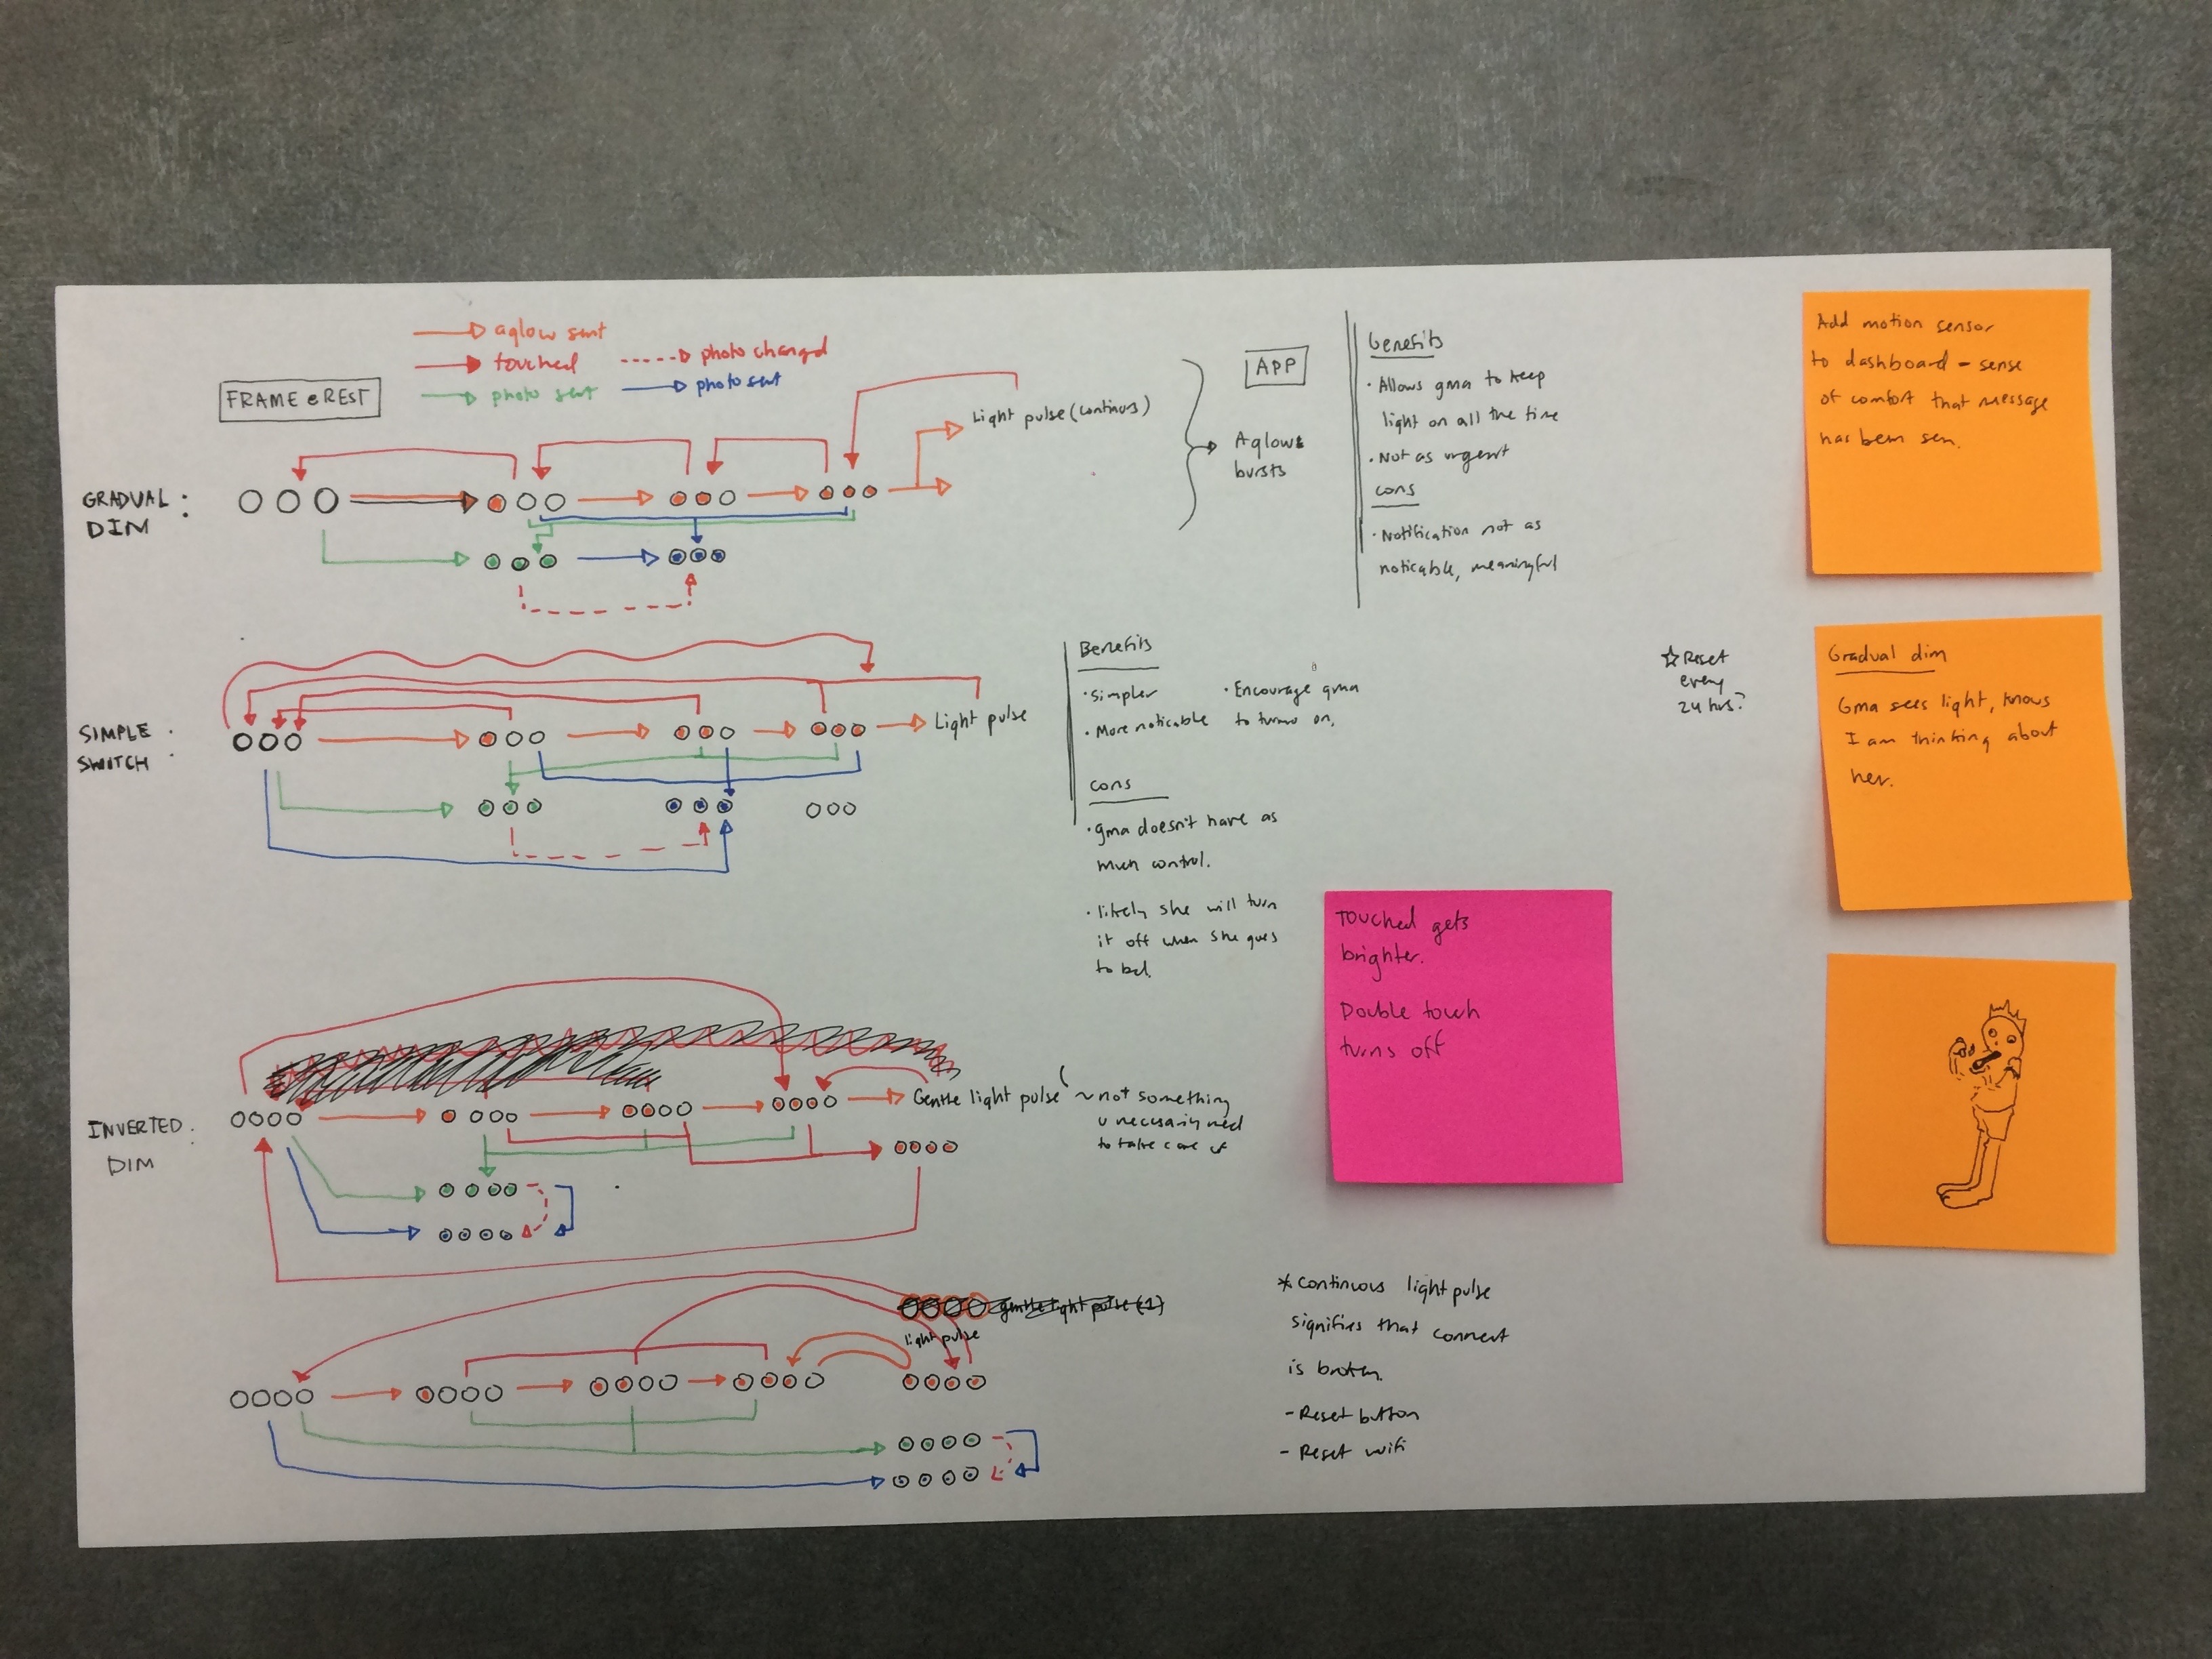 aglow sent
touched
photo changed
photo sent
photo sent
FRAME @ REST
GRADUAL :
DIM
Light pulse (continues)
APP
Aglows
bursts
Benefits
· Allows gma to keep
light on all the time
· Not as urgent
cons
· Notification not as
noticable, meaningful
Add motion sensor
to dashboard - sense
of comfort that message
has been sen.
SIMPLE :
SWITCH
Light pulse
Benefits
· simpler
· More noticable
· Encourage gma
to turn on.
cons
· gma doesn't have as
much control.
· likely she will turn
it off when she goes
to bed.
☆ Reset
every
24 hrs?
Gradual dim
Gma sees light, knows
I am thinking about
her.
Touched gets
brighter.
Double touch
turns off
INVERTED :
DIM
Gentle light pulse ~ not something
u necessarily need
to take care of
gentle light pulse (1)
light pulse
* Continuous light pulse
signifies that connect
is broken.
- Reset button
- Reset wifi